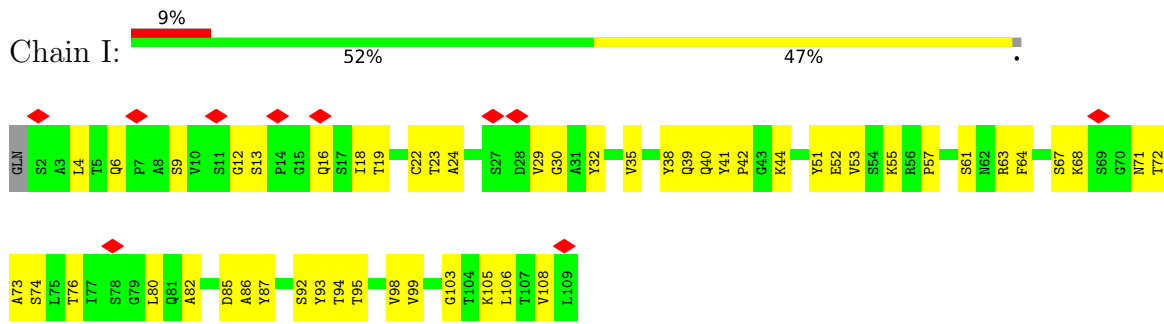 9%
Chain I:
52% 47% •
GLN S2 A3 L4 T5 Q6 P7 A8 S9 V10 S11 G12 S13 P14 G15 Q16 S17 I18 T19 C22 T23 A24 S27 D28 V29 G30 A31 Y32 V35 Y38 Q39 Q40 Y41 P42 G43 K44 Y51 E52 V53 S54 K55 R56 P57 S61 N62 R63 F64 S67 K68 S69 G70 N71 T72
A73 S74 L75 T76 I77 S78 G79 L80 Q81 A82 D85 A86 Y87 S92 Y93 T94 T95 V98 V99 G103 T104 K105 L106 T107 V108 L109